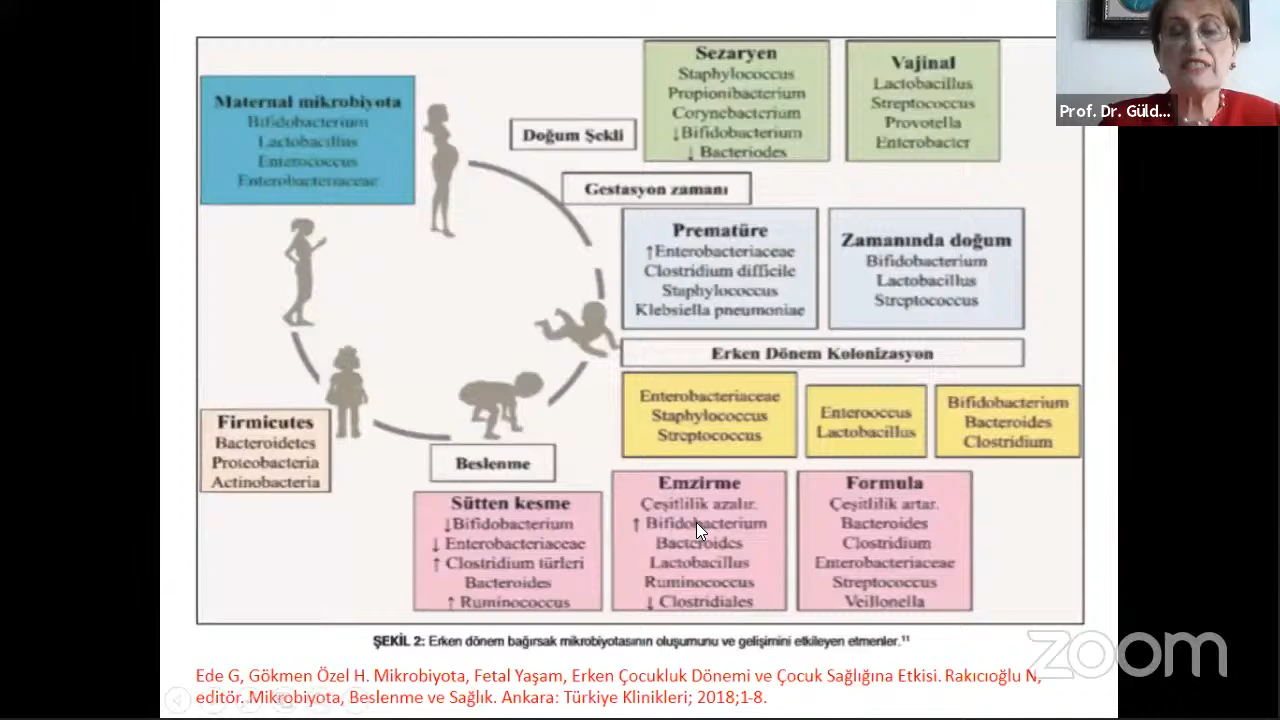 Maternal mikrobiyota
Bifidobacterium
Lactobacillus
Enterococcus
Enterobacteriaceae
Doğum Şekli
Sezaryen
Staphylococcus
Propionibacterium
Corynebacterium
↓Bifidobacterium
↓ Bacteriodes
Vajinal
Lactobacillus
Streptococcus
Provotella
Enterobacter
Prof. Dr. Güld...
Gestasyon zamanı
Prematüre
↑Enterobacteriaceae
Clostridium difficile
Staphylococcus
Klebsiella pneumoniae
Zamanında doğum
Bifidobacterium
Lactobacillus
Streptococcus
Erken Dönem Kolonizasyon
Enterobacteriaceae
Staphylococcus
Streptococcus
Enterooccus
Lactobacillus
Bifidobacterium
Bacteroides
Clostridium
Firmicutes
Bacteroidetes
Proteobacteria
Actinobacteria
Beslenme
Sütten kesme
↓Bifidobacterium
↓ Enterobacteriaceae
↑ Clostridium türleri
Bacteroides
↑ Ruminococcus
Emzirme
Çeşitlilik azalır.
↑ Bifidobacterium
Bacteroides
Lactobacillus
Ruminococcus
↓ Clostridiales
Formula
Çeşitlilik artar.
Bacteroides
Clostridium
Enterobacteriaceae
Streptococcus
Veillonella
ŞEKİL 2: Erken dönem bağırsak mikrobiyotasının oluşumunu ve gelişimini etkileyen etmenler.¹¹
Ede G, Gökmen Özel H. Mikrobiyota, Fetal Yaşam, Erken Çocukluk Dönemi ve Çocuk Sağlığına Etkisi. Rakıcıoğlu N,
editör. Mikrobiyota, Beslenme ve Sağlık. Ankara: Türkiye Klinikleri; 2018;1-8.
zoom